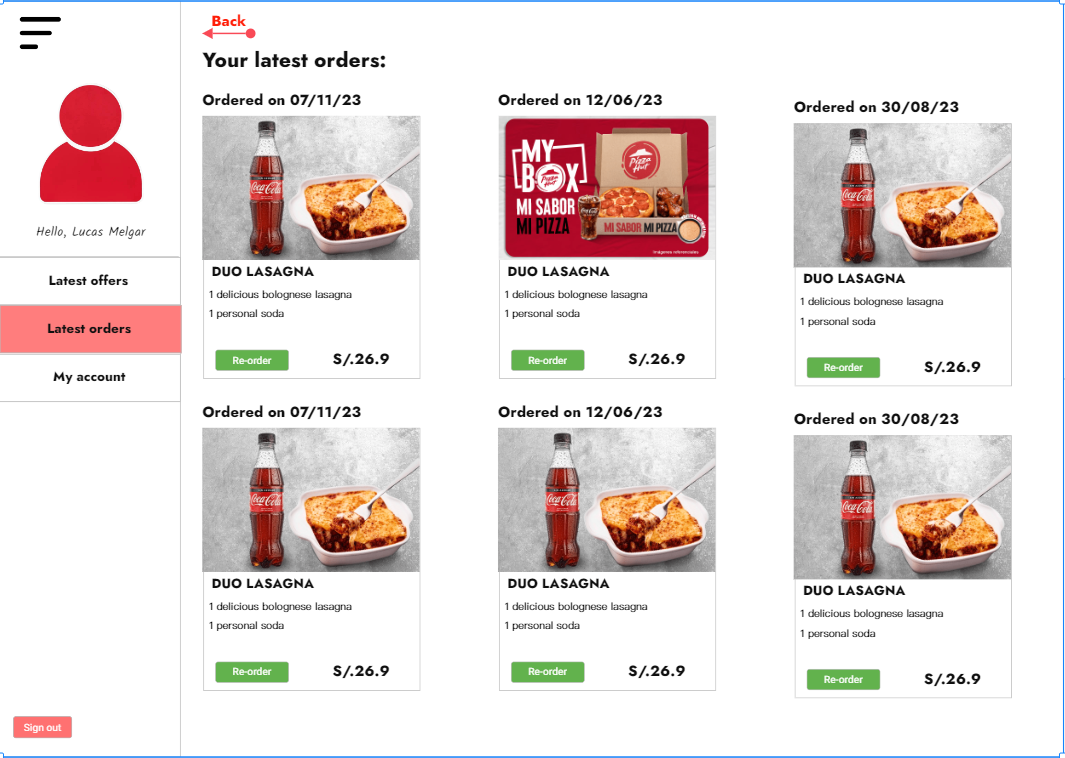 Back
Your latest orders:
Hello, Lucas Melgar
Latest offers
Latest orders
My account
Sign out
Ordered on 07/11/23
Coca-Cola
DUO LASAGNA
1 delicious bolognese lasagna
1 personal soda
Re-order
S/.26.9
Ordered on 12/06/23
MY
BOX
Pizza Hut
MI SABOR
MI PIZZA
Pizza
Hut
MI SABOR MI PIZZA
Imágenes referenciales
DUO LASAGNA
1 delicious bolognese lasagna
1 personal soda
Re-order
S/.26.9
Ordered on 30/08/23
Coca-Cola
DUO LASAGNA
1 delicious bolognese lasagna
1 personal soda
Re-order
S/.26.9
Ordered on 07/11/23
Coca-Cola
DUO LASAGNA
1 delicious bolognese lasagna
1 personal soda
Re-order
S/.26.9
Ordered on 12/06/23
Coca-Cola
DUO LASAGNA
1 delicious bolognese lasagna
1 personal soda
Re-order
S/.26.9
Ordered on 30/08/23
Coca-Cola
DUO LASAGNA
1 delicious bolognese lasagna
1 personal soda
Re-order
S/.26.9